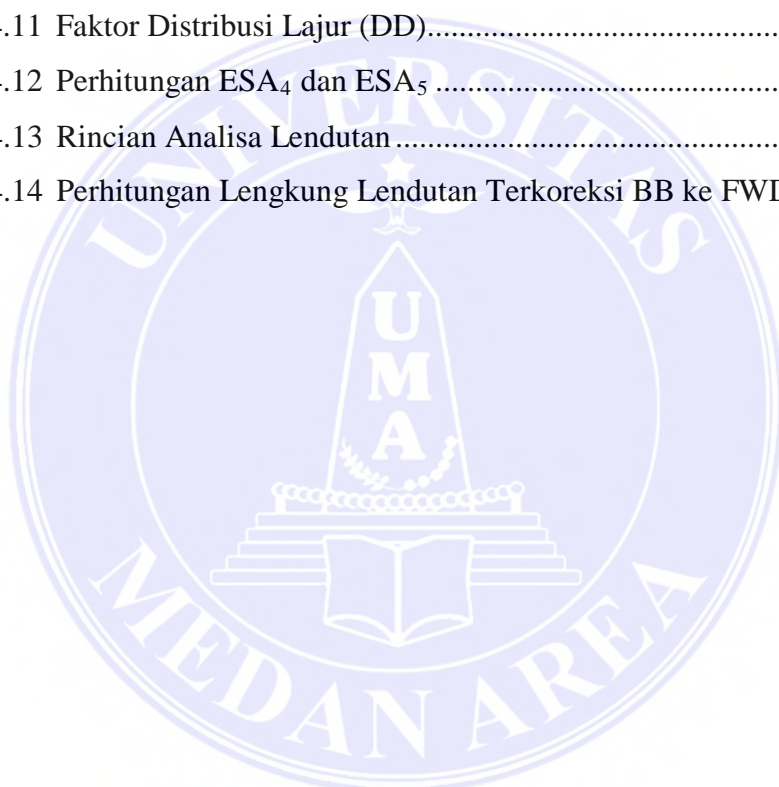 .11 Faktor Distribusi Lajur (DD)............................................
.12 Perhitungan ESA4 dan ESA5 ...........................................
.13 Rincian Analisa Lendutan ................................................
.14 Perhitungan Lengkung Lendutan Terkoreksi BB ke FWD
UNIVERSITAS
U
M
A
MEDAN AREA